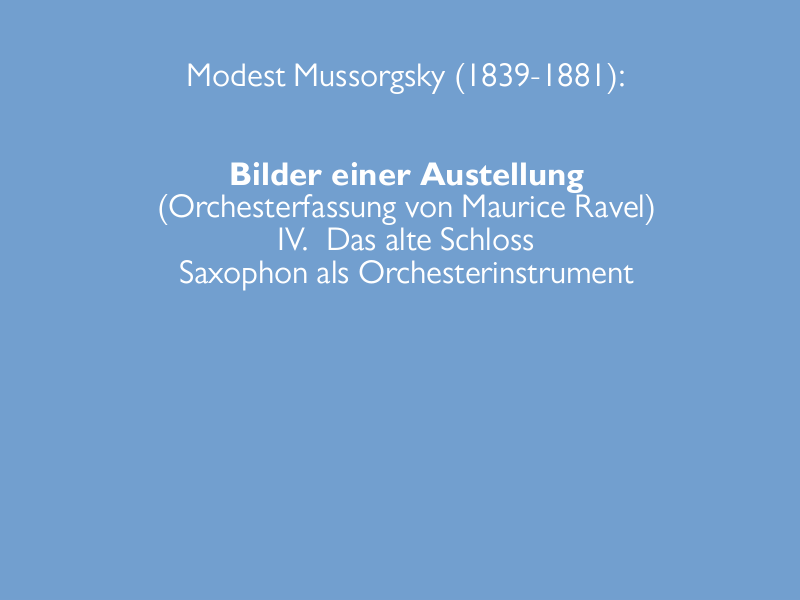 Modest Mussorgsky (1839-1881):
Bilder einer Austellung
(Orchesterfassung von Maurice Ravel)
IV. Das alte Schloss
Saxophon als Orchesterinstrument